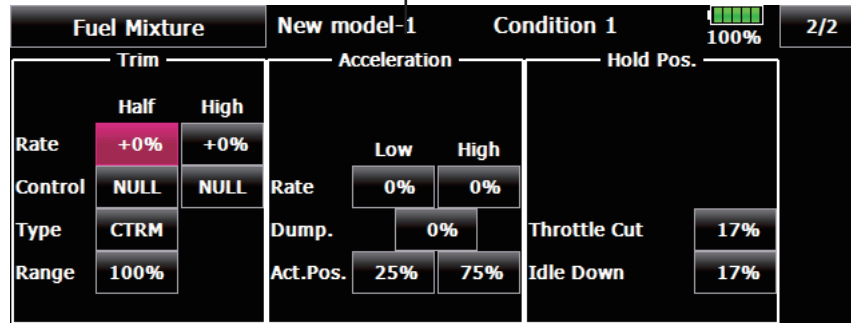 Fuel Mixture New model-1 Condition 1 100% 2/2
Trim Acceleration Hold Pos.
Half High
Rate +0% +0% Low High
Control NULL NULL Rate 0% 0%
Type CTRM Dump. 0% Throttle Cut 17%
Range 100% Act.Pos. 25% 75% Idle Down 17%